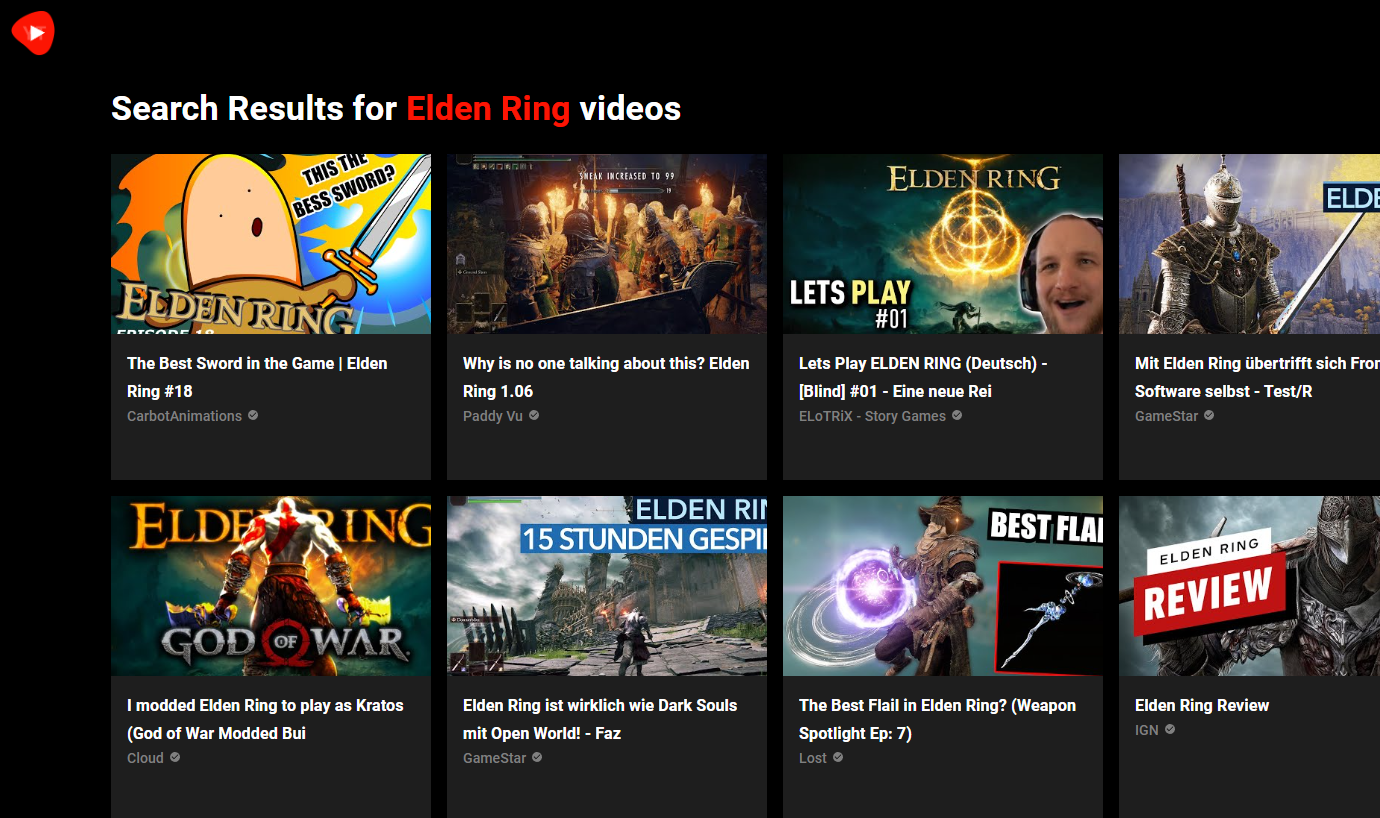 Search Results for Elden Ring videos
THIS THE
BESS SWORD?
ELDEN RING
EPISODE 18
The Best Sword in the Game | Elden
Ring #18
CarbotAnimations
SNEAK INCREASED TO 99
19
Why is no one talking about this? Elden
Ring 1.06
Paddy Vu
ELDEN RING
LETS PLAY
#01
Lets Play ELDEN RING (Deutsch) -
[Blind] #01 - Eine neue Rei
ELoTRiX - Story Games
ELDE
Mit Elden Ring übertrifft sich Fron
Software selbst - Test/R
GameStar
ELDEN RING
GOD OF WAR
I modded Elden Ring to play as Kratos
(God of War Modded Bui
Cloud
ELDEN RIN
15 STUNDEN GESPIE
Elden Ring ist wirklich wie Dark Souls
mit Open World! - Faz
GameStar
BEST FLAI
The Best Flail in Elden Ring? (Weapon
Spotlight Ep: 7)
Lost
ELDEN RING
REVIEW
Elden Ring Review
IGN